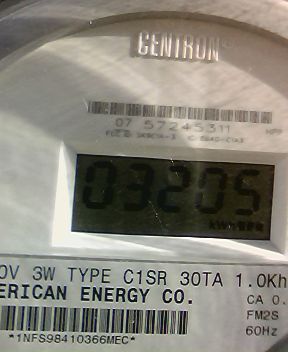 CENTRON®
07 57245311
03205
0V 3W TYPE C1SR 30TA 1.0Kh
ERICAN ENERGY CO.
CA 0.
FM2S
60Hz
*1NFS98410366MEC*